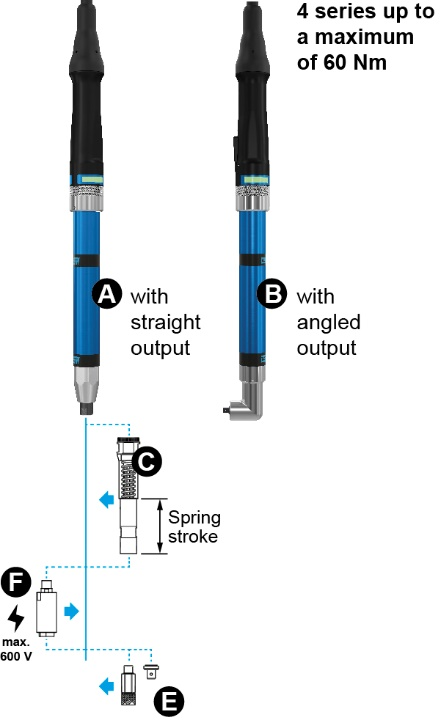 4 series up to
a maximum
of 60 Nm
A with
straight
output
B with
angled
output
C
Spring
stroke
F
max.
600 V
E